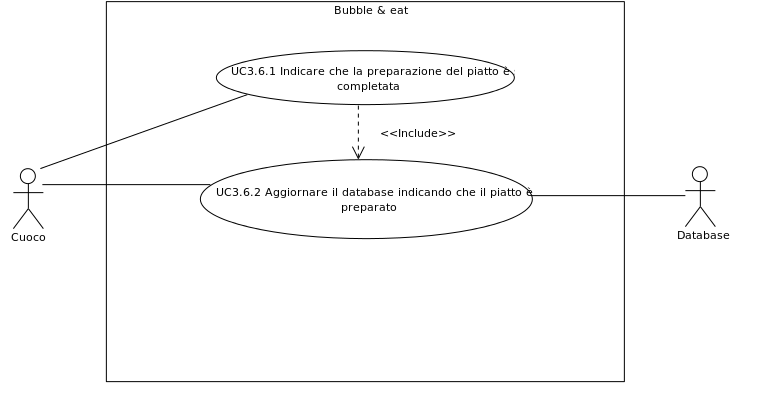 Bubble & eat
UC3.6.1 Indicare che la preparazione del piatto è
completata
<<Include>>
UC3.6.2 Aggiornare il database indicando che il piatto è
preparato
Cuoco
Database